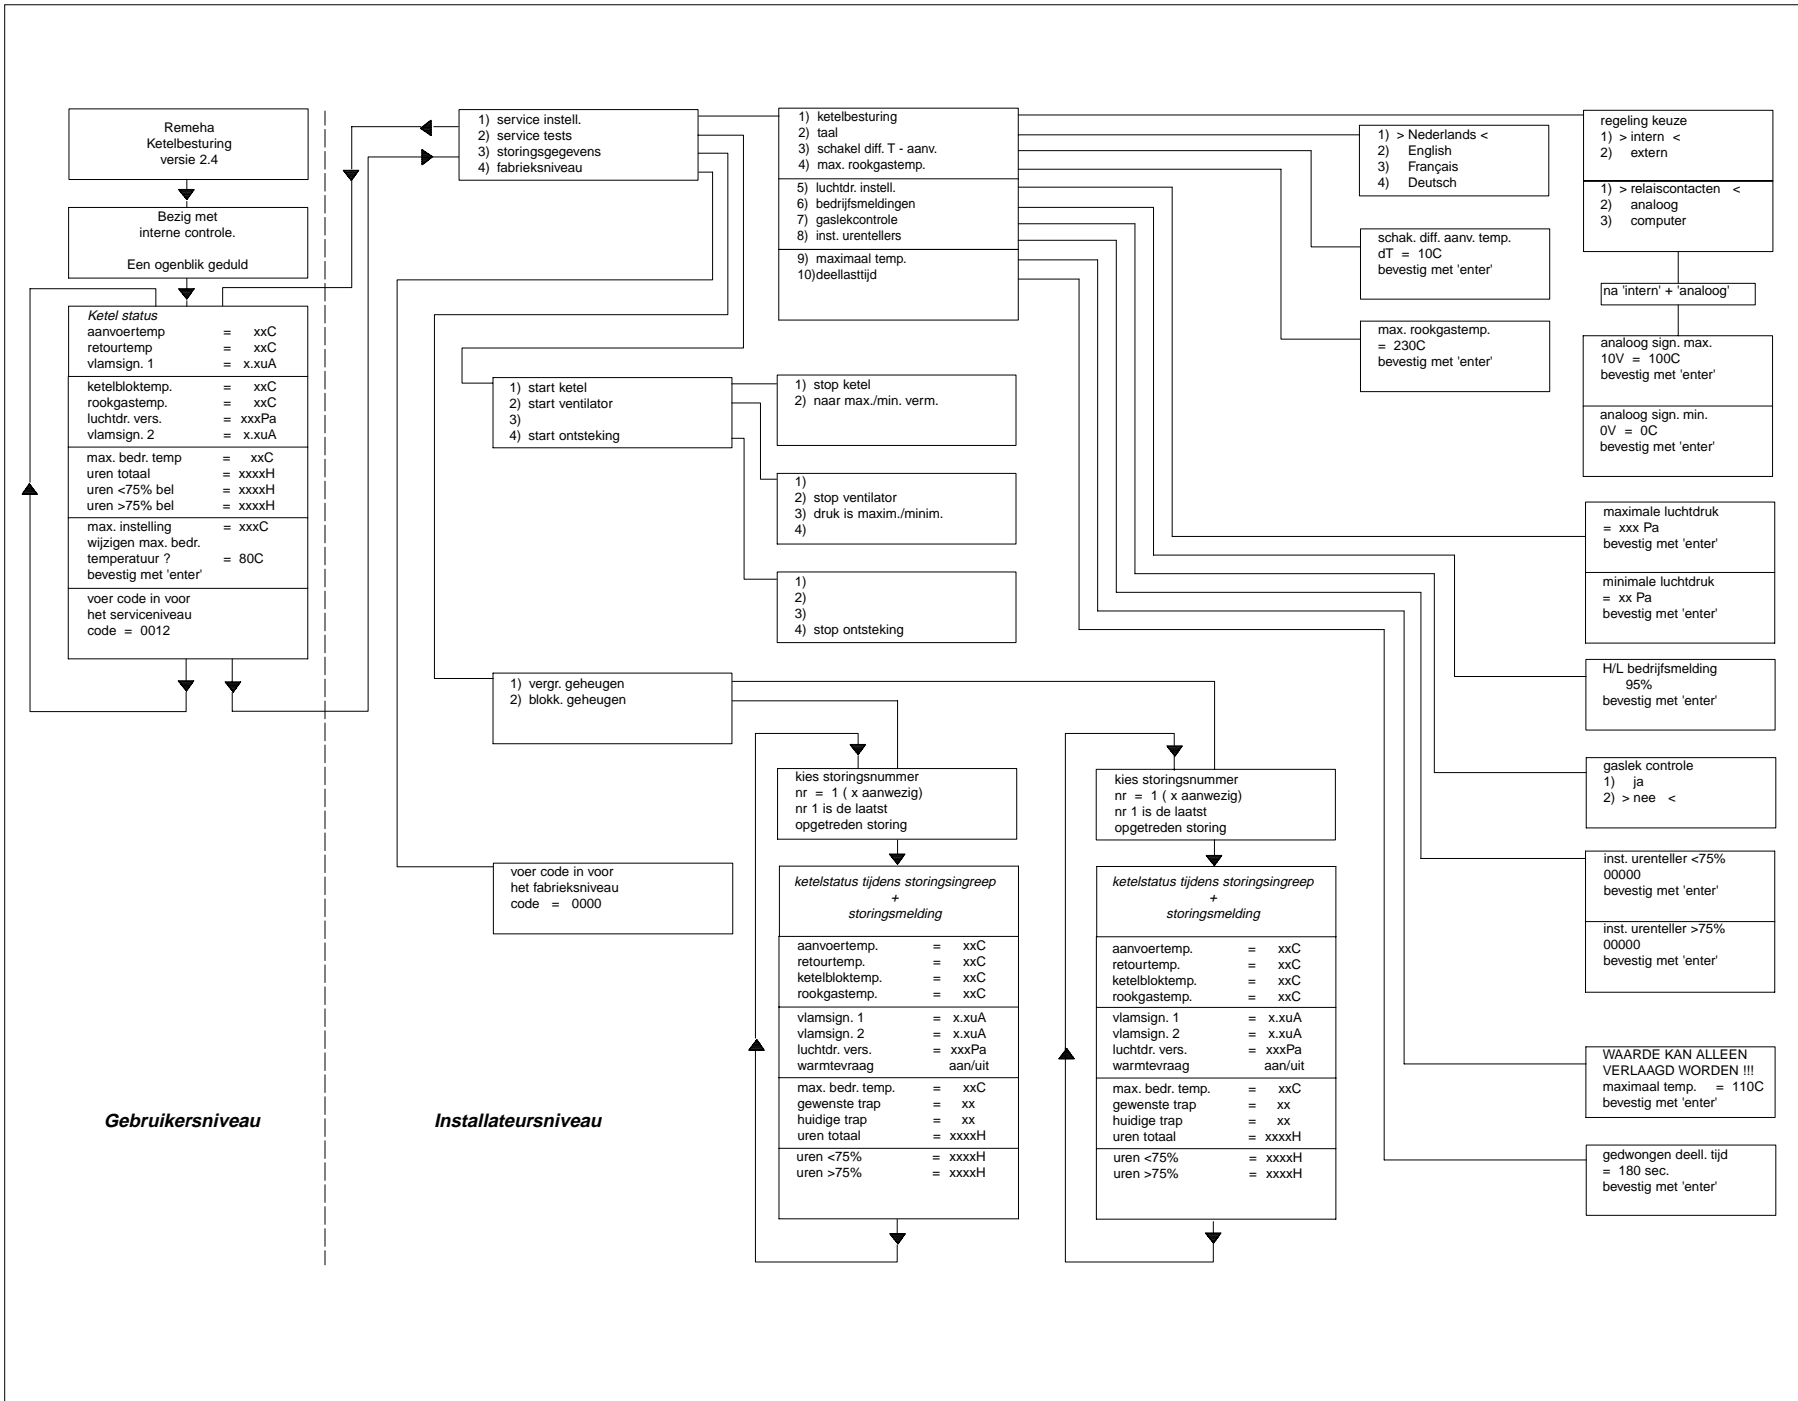 Remeha
Ketelbesturing
versie 2.4
Bezig met
interne controle.
Een ogenblik geduld
Ketel status
aanvoertemp = xxC
retourtemp = xxC
vlamsign. 1 = x.xuA
ketelbloktemp. = xxC
rookgastemp. = xxC
luchtdr. vers. = xxxPa
vlamsign. 2 = x.xuA
max. bedr. temp = xxC
uren totaal = xxxxH
uren <75% bel = xxxxH
uren >75% bel = xxxxH
max. instelling = xxxC
wijzigen max. bedr.
temperatuur ? = 80C
bevestig met 'enter'
voer code in voor
het serviceniveau
code = 0012
Gebruikersniveau
1) service instell.
2) service tests
3) storingsgegevens
4) fabrieksniveau
1) start ketel
2) start ventilator
3)
4) start ontsteking
1) vergr. geheugen
2) blokk. geheugen
voer code in voor
het fabrieksniveau
code = 0000
Installateursniveau
1) ketelbesturing
2) taal
3) schakel diff. T - aanv.
4) max. rookgastemp.
5) luchtdr. instell.
6) bedrijfsmeldingen
7) gaslekcontrole
8) inst. urentellers
9) maximaal temp.
10)deellasttijd
1) stop ketel
2) naar max./min. verm.
1)
2) stop ventilator
3) druk is maxim./minim.
4)
1)
2)
3)
4) stop ontsteking
kies storingsnummer
nr = 1 ( x aanwezig)
nr 1 is de laatst
opgetreden storing
ketelstatus tijdens storingsingreep
+
storingsmelding
aanvoertemp. = xxC
retourtemp. = xxC
ketelbloktemp. = xxC
rookgastemp. = xxC
vlamsign. 1 = x.xuA
vlamsign. 2 = x.xuA
luchtdr. vers. = xxxPa
warmtevraag aan/uit
max. bedr. temp. = xxC
gewenste trap = xx
huidige trap = xx
uren totaal = xxxxH
uren <75% = xxxxH
uren >75% = xxxxH
kies storingsnummer
nr = 1 ( x aanwezig)
nr 1 is de laatst
opgetreden storing
ketelstatus tijdens storingsingreep
+
storingsmelding
aanvoertemp. = xxC
retourtemp. = xxC
ketelbloktemp. = xxC
rookgastemp. = xxC
vlamsign. 1 = x.xuA
vlamsign. 2 = x.xuA
luchtdr. vers. = xxxPa
warmtevraag aan/uit
max. bedr. temp. = xxC
gewenste trap = xx
huidige trap = xx
uren totaal = xxxxH
uren <75% = xxxxH
uren >75% = xxxxH
1) > Nederlands <
2) English
3) Français
4) Deutsch
schak. diff. aanv. temp.
dT = 10C
bevestig met 'enter'
max. rookgastemp.
= 230C
bevestig met 'enter'
regeling keuze
1) > intern <
2) extern
1) > relaiscontacten <
2) analoog
3) computer
na 'intern' + 'analoog'
analoog sign. max.
10V = 100C
bevestig met 'enter'
analoog sign. min.
0V = 0C
bevestig met 'enter'
maximale luchtdruk
= xxx Pa
bevestig met 'enter'
minimale luchtdruk
= xx Pa
bevestig met 'enter'
H/L bedrijfsmelding
95%
bevestig met 'enter'
gaslek controle
1) ja
2) > nee <
inst. urenteller <75%
00000
bevestig met 'enter'
inst. urenteller >75%
00000
bevestig met 'enter'
WAARDE KAN ALLEEN
VERLAAGD WORDEN !!!
maximaal temp. = 110C
bevestig met 'enter'
gedwongen deell. tijd
= 180 sec.
bevestig met 'enter'